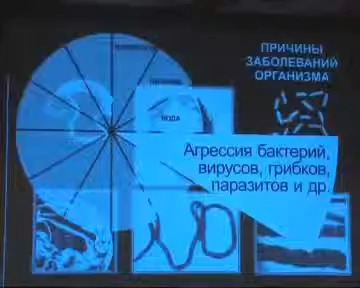 ПРИЧИНЫ
ЗАБОЛЕВАНИЙ
ОРГАНИЗМА
ВОДА
Агрессия бактерий,
вирусов, грибков,
паразитов и др.